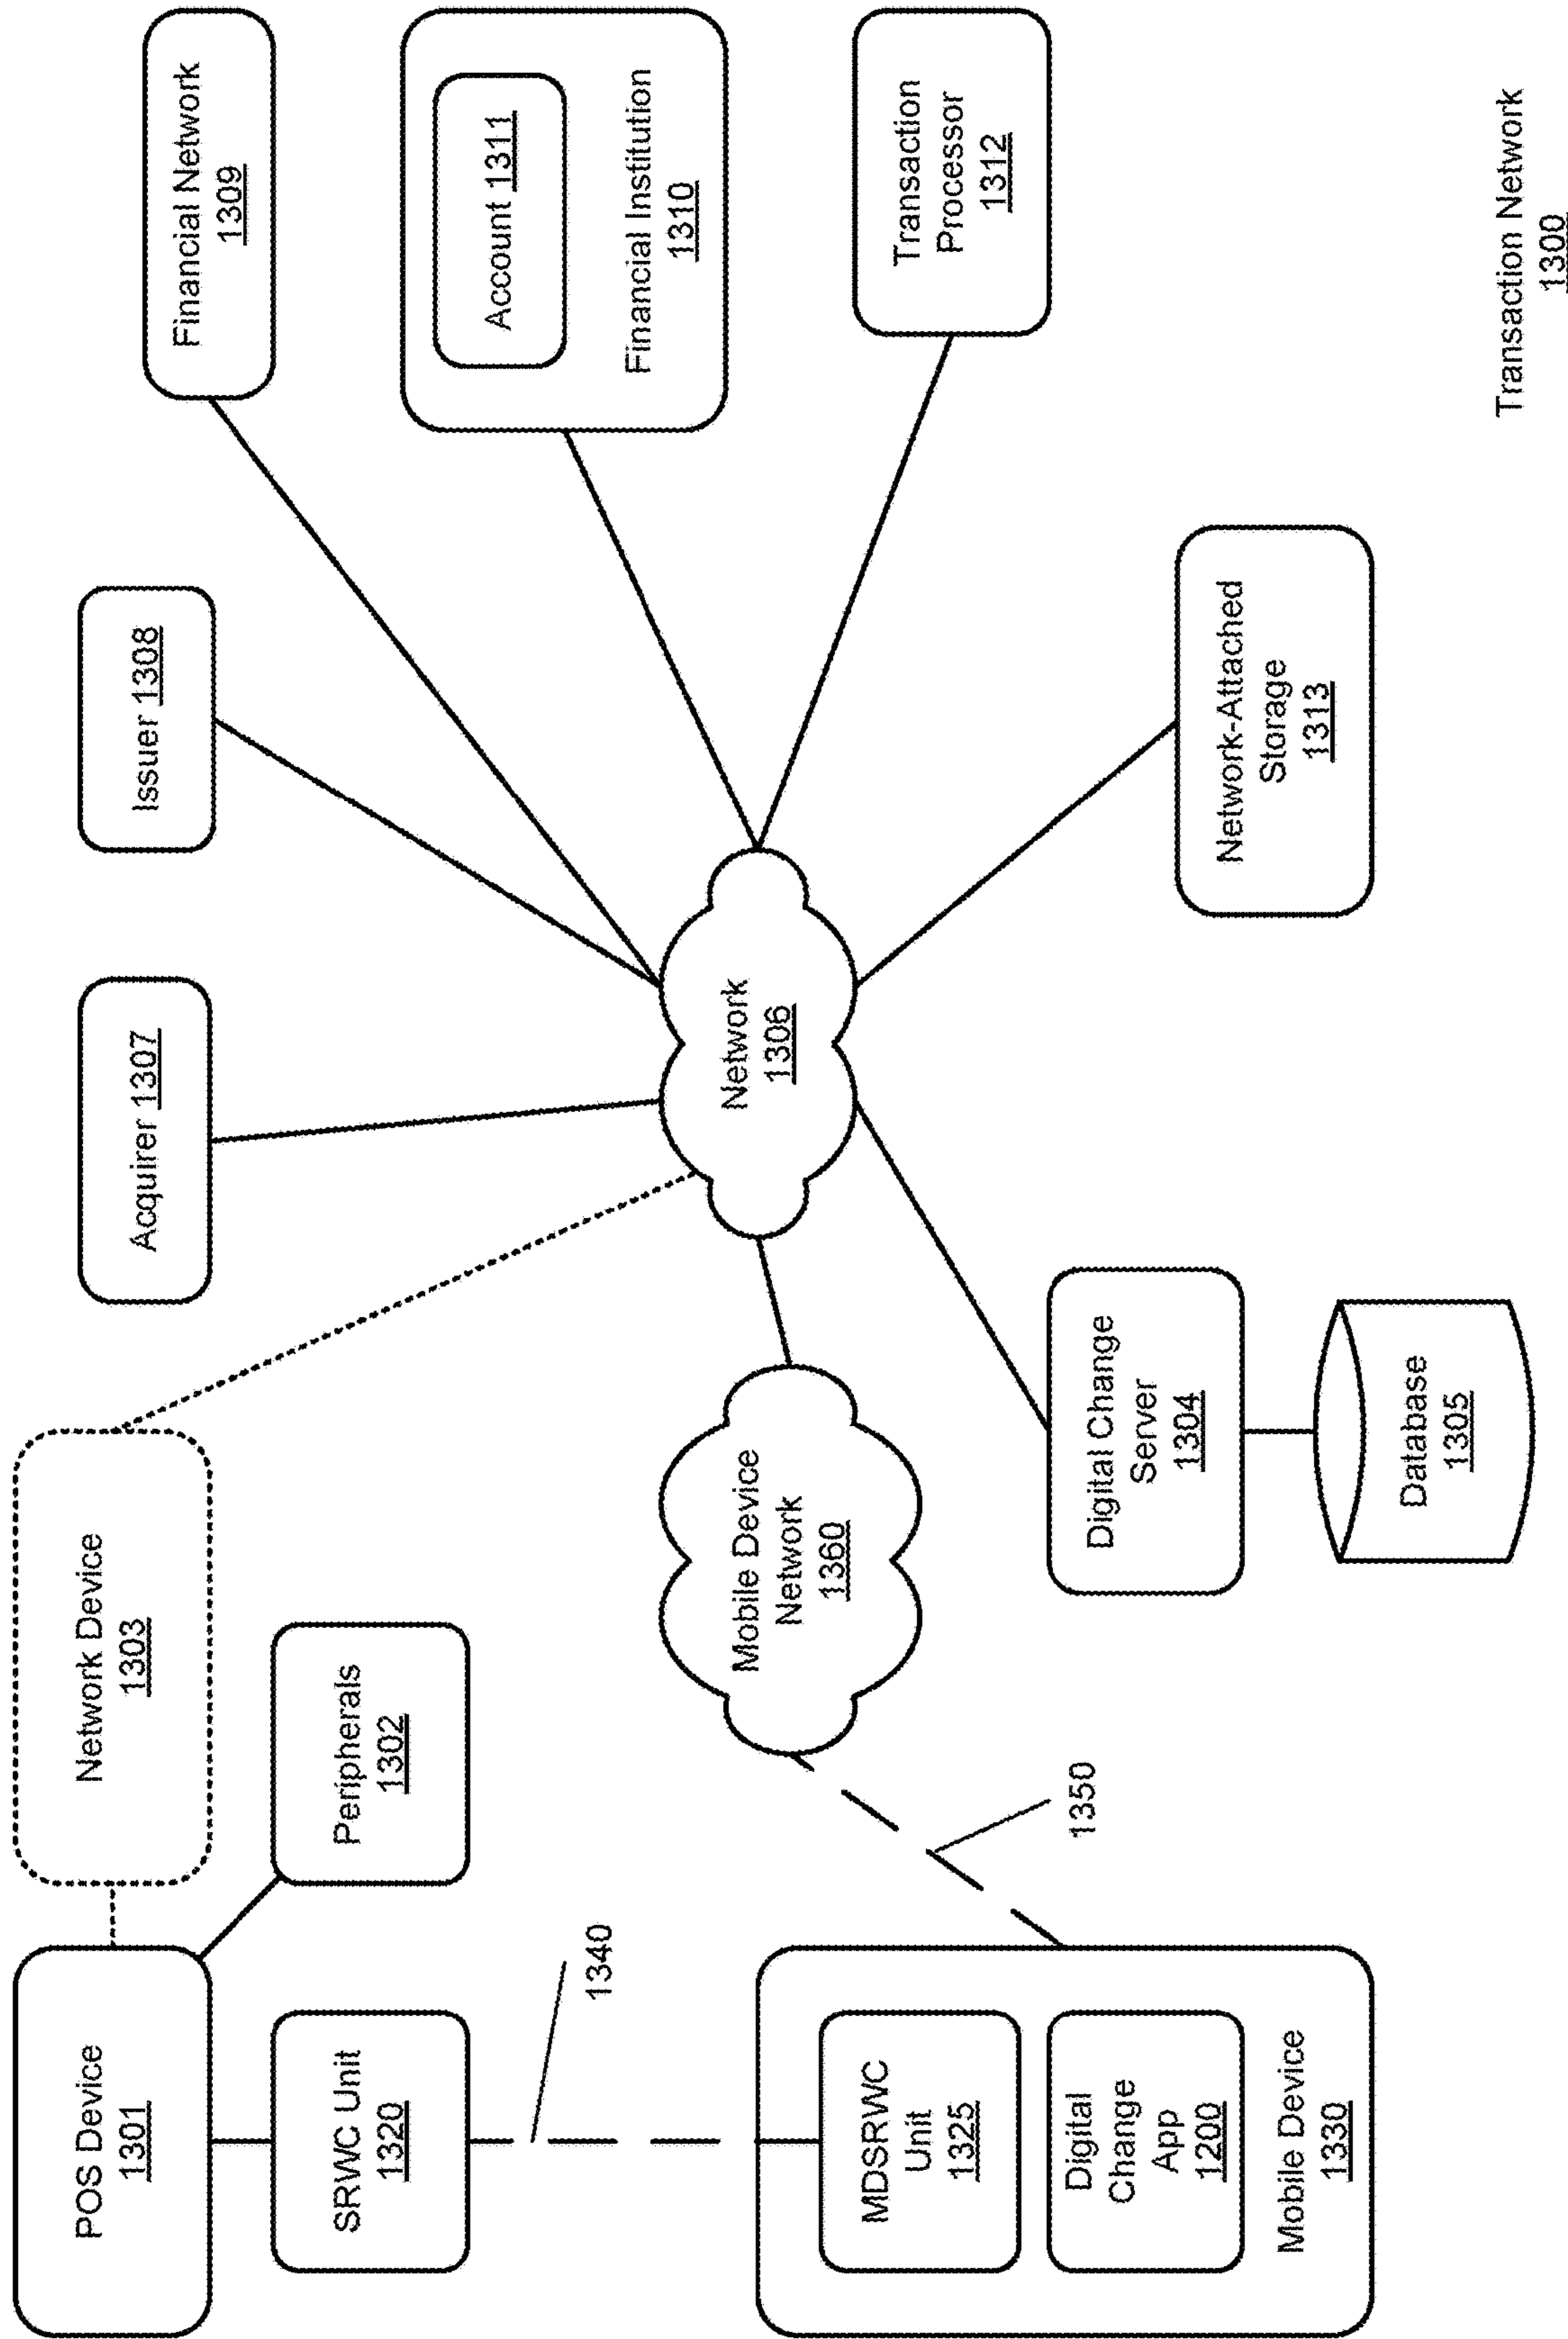 POS Device
1301
Network Device
1303
Acquirer 1307
Issuer 1308
Financial Network
1309
SRWC Unit
1320
Peripherals
1302
1340
Account 1311
Financial Institution
1310
Mobile Device
Network
1360
Network
1306
Transaction
Processor
1312
MDSRWC
Unit
1325
1350
Digital
Change
App
1200
Mobile Device
1330
Digital Change
Server
1304
Network-Attached
Storage
1313
Database
1305
Transaction Network
1300